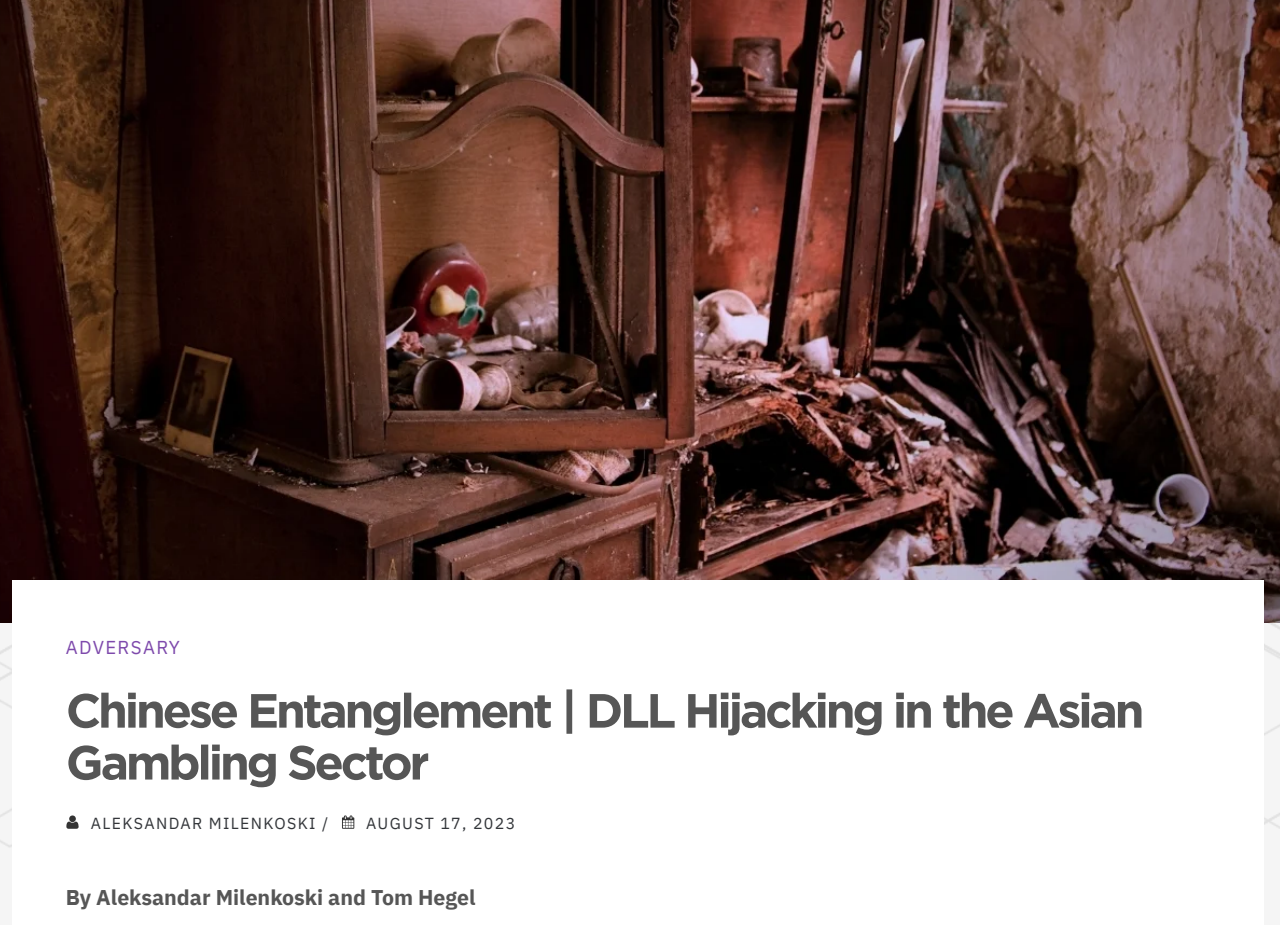 ADVERSARY
Chinese Entanglement | DLL Hijacking in the Asian
Gambling Sector
ALEKSANDAR MILENKOSKI / AUGUST 17, 2023
By Aleksandar Milenkoski and Tom Hegel